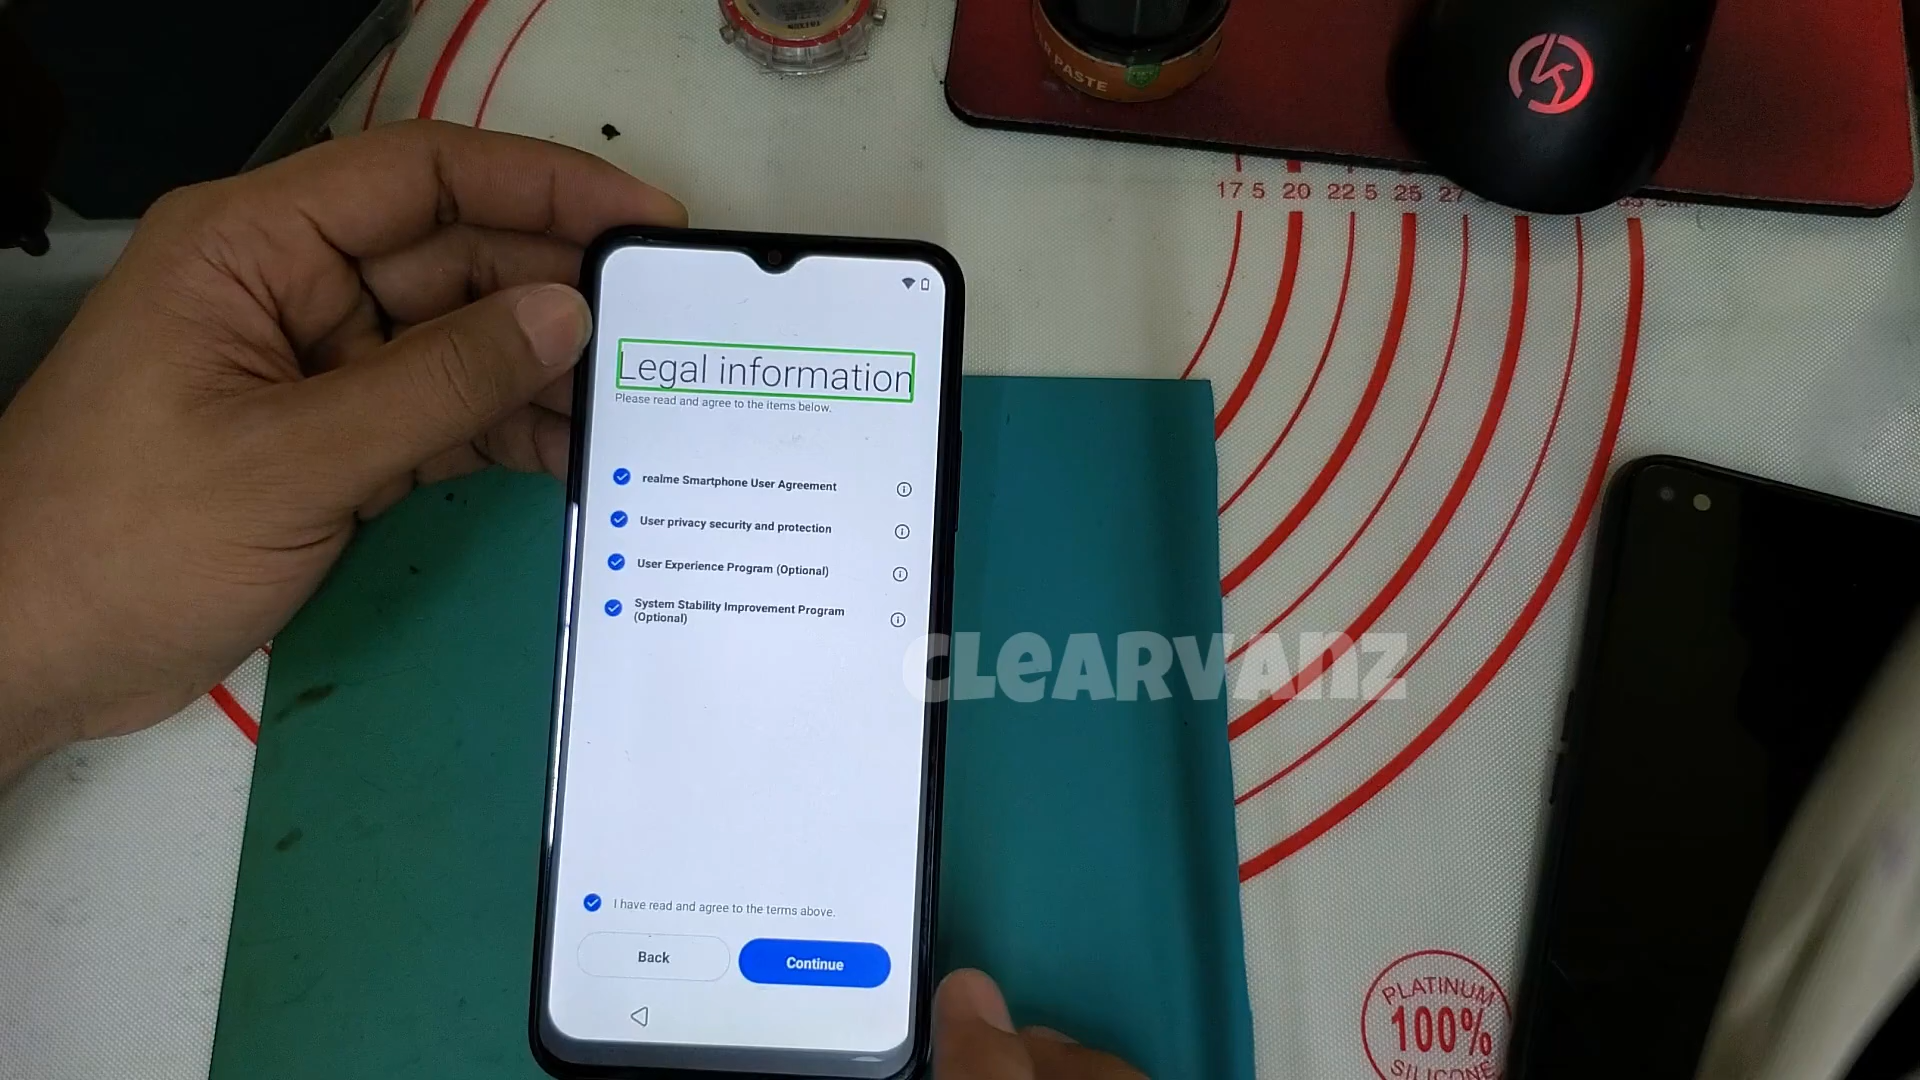 PASTE
17 5 20 22 5 25 27
Legal information
Please read and agree to the items below.
realme Smartphone User Agreement
User privacy security and protection
User Experience Program (Optional)
System Stability Improvement Program
(Optional)
CLEARVANZ
I have read and agree to the terms above.
Back
Continue
PLATINUM
100%
SILICONE